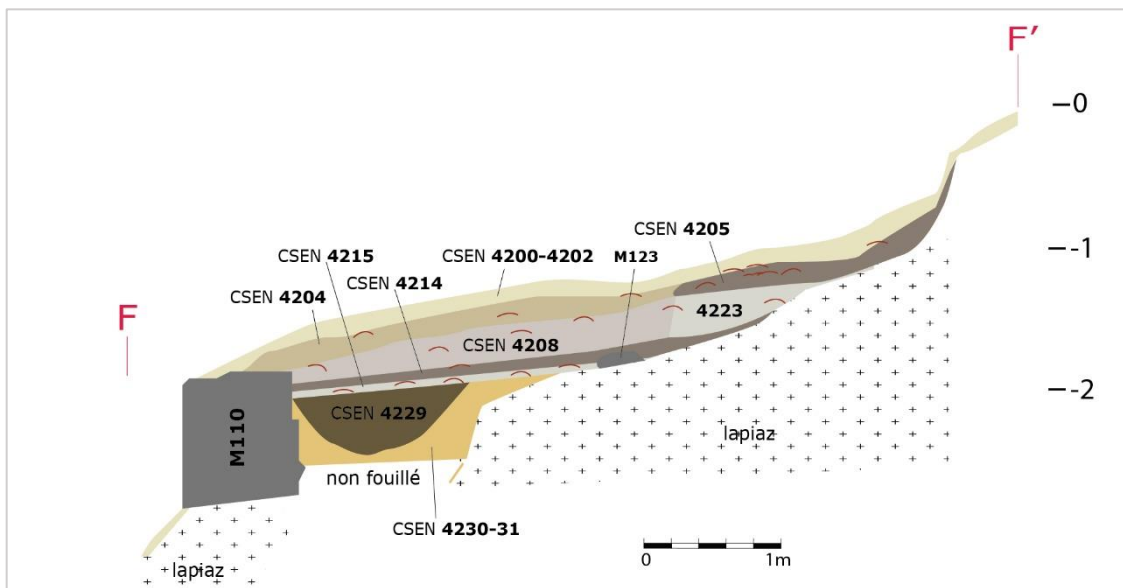 F'
–0
CSEN 4205
CSEN 4215
CSEN 4200-4202
M123
–1
CSEN 4214
CSEN 4204
F
4223
CSEN 4208
–2
CSEN 4229
M110
lapiaz
non fouillé
CSEN 4230-31
0
1m
lapiaz